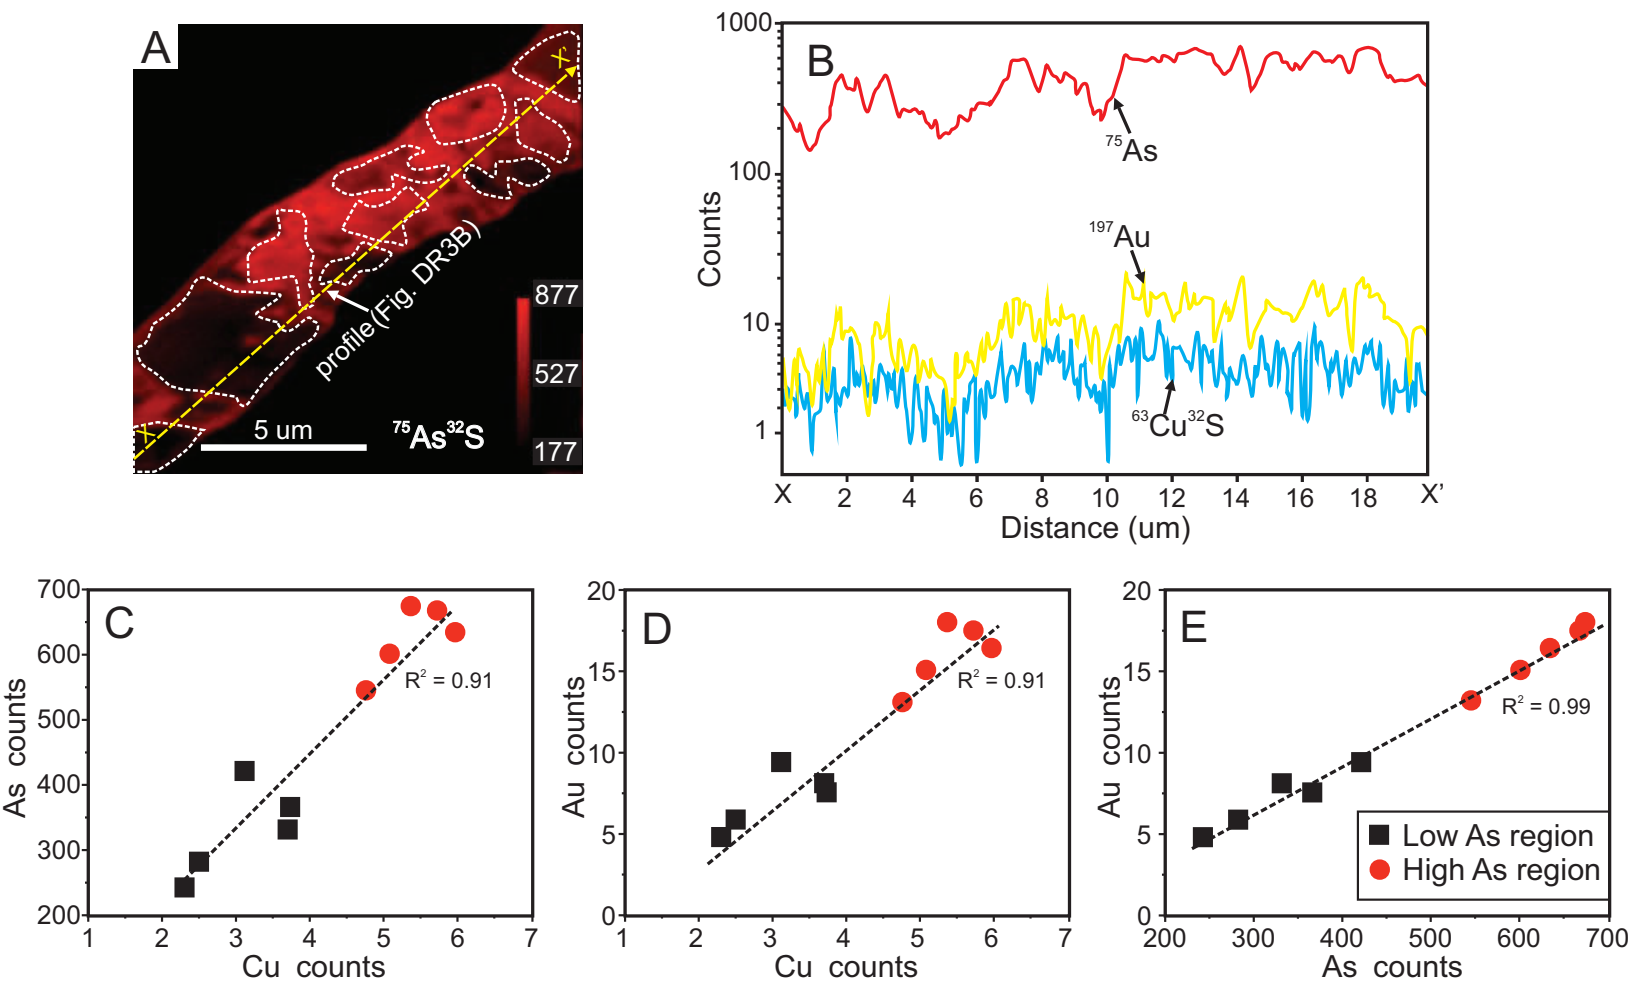 A
X'
X
profile (Fig. DR3B)
877
527
177
5 um
⁷⁵As³²S
B
1000
100
10
1
Counts
⁷⁵As
¹⁹⁷Au
⁶³Cu³²S
X 2 4 6 8 10 12 14 16 18 X’
Distance (um)
C
700
600
500
400
300
200
As counts
R² = 0.91
1 2 3 4 5 6 7
Cu counts
D
20
15
10
5
0
Au counts
R² = 0.91
1 2 3 4 5 6 7
Cu counts
E
20
15
10
5
0
Au counts
R² = 0.99
Low As region
High As region
200 300 400 500 600 700
As counts